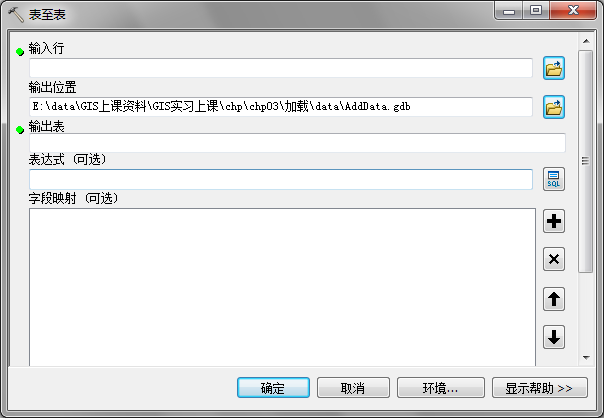 表至表
输入行
输出位置
E:\data\GIS上课资料\GIS实习上课\chp\chp03\加载\data\AddData.gdb
输出表
表达式 (可选)
SQL
字段映射 (可选)
确定
取消
环境...
显示帮助 >>